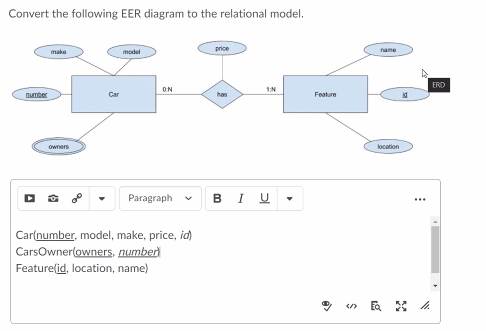 Convert the following EER diagram to the relational model.
make
model
price
name
number
Car
0:N
has
1:N
Feature
id
ERD
owners
location
Paragraph
B I U
Car(number, model, make, price, id)
CarsOwner(owners, number)
Feature(id, location, name)